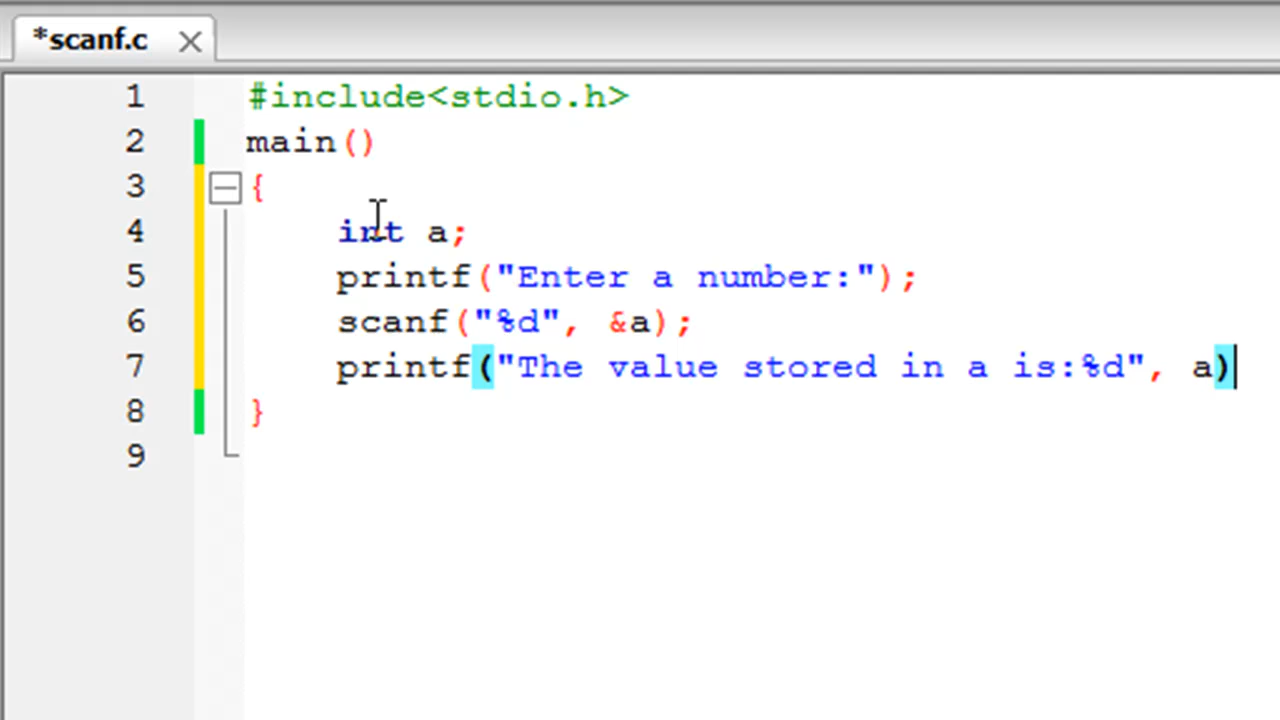 *scanf.c
1 #include<stdio.h>
2 main()
3 {
4 int a;
5 printf("Enter a number:");
6 scanf("%d", &a);
7 printf("The value stored in a is:%d", a)
8 }
9